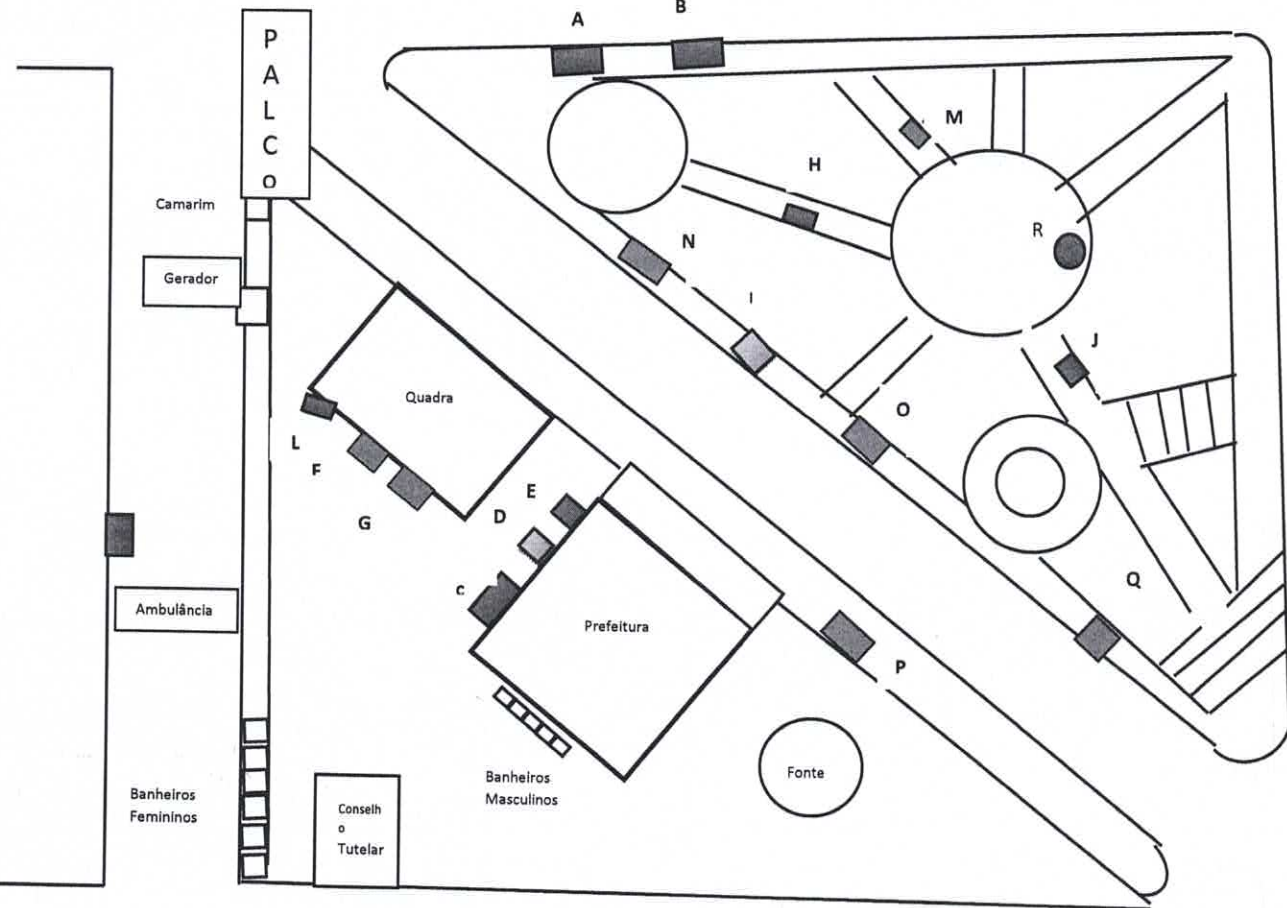 A
B
P
A
L
C
O
M
Camarim
H
R
N
Gerador
I
J
Quadra
O
L
F
E
D
G
C
Q
Ambulância
Prefeitura
P
Banheiros
Femininos
Banheiros
Masculinos
Fonte
Conselh
o
Tutelar